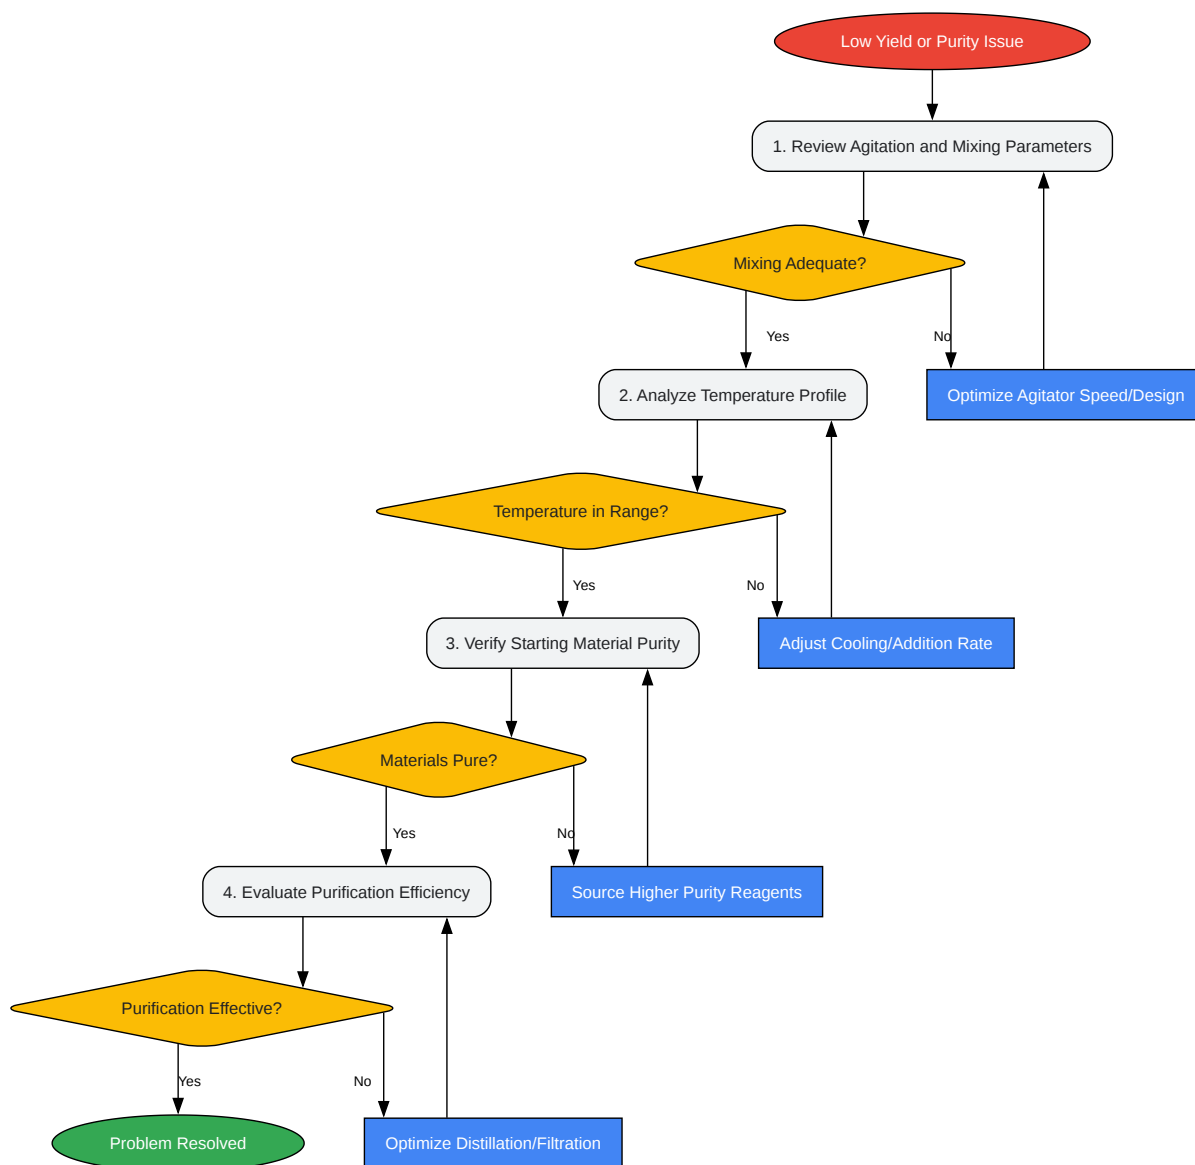 Low Yield or Purity Issue
1. Review Agitation and Mixing Parameters
Mixing Adequate?
Yes
No
2. Analyze Temperature Profile
Optimize Agitator Speed/Design
Temperature in Range?
Yes
No
3. Verify Starting Material Purity
Adjust Cooling/Addition Rate
Materials Pure?
Yes
No
4. Evaluate Purification Efficiency
Source Higher Purity Reagents
Purification Effective?
Yes
No
Problem Resolved
Optimize Distillation/Filtration